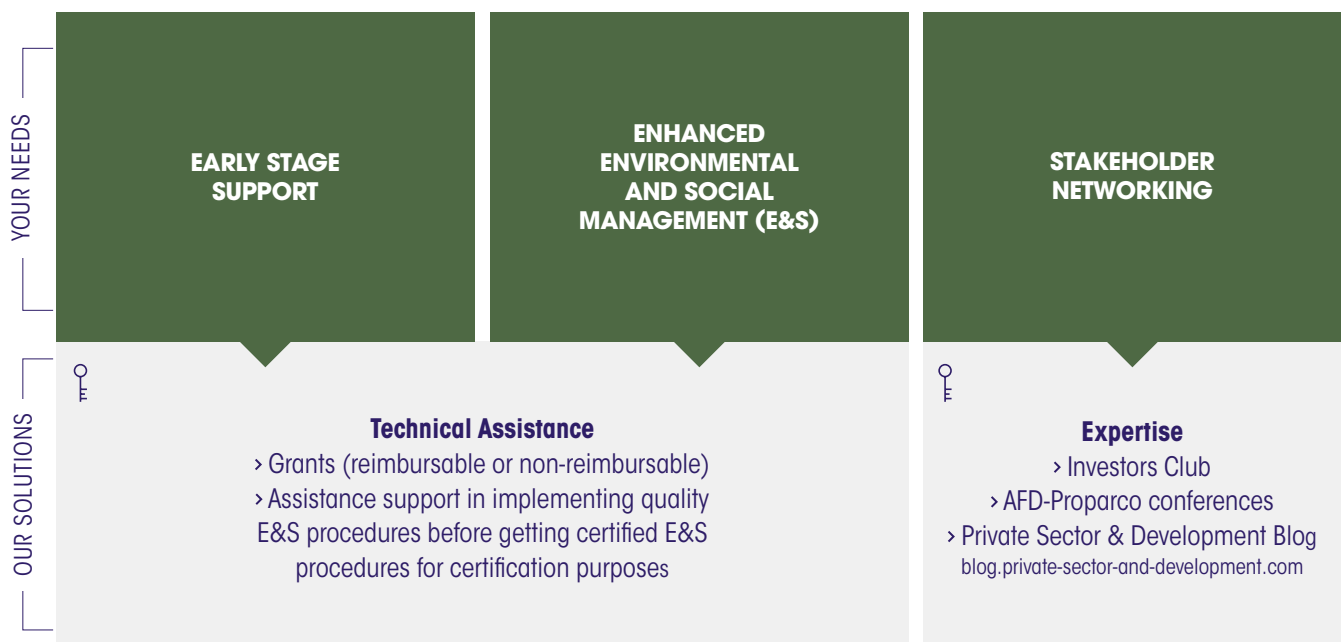 YOUR NEEDS
EARLY STAGE
SUPPORT
ENHANCED
ENVIRONMENTAL
AND SOCIAL
MANAGEMENT (E&S)
STAKEHOLDER
NETWORKING
OUR SOLUTIONS
Technical Assistance
› Grants (reimbursable or non-reimbursable)
› Assistance support in implementing quality
E&S procedures before getting certified E&S
procedures for certification purposes
Expertise
› Investors Club
› AFD-Proparco conferences
› Private Sector & Development Blog
blog.private-sector-and-development.com